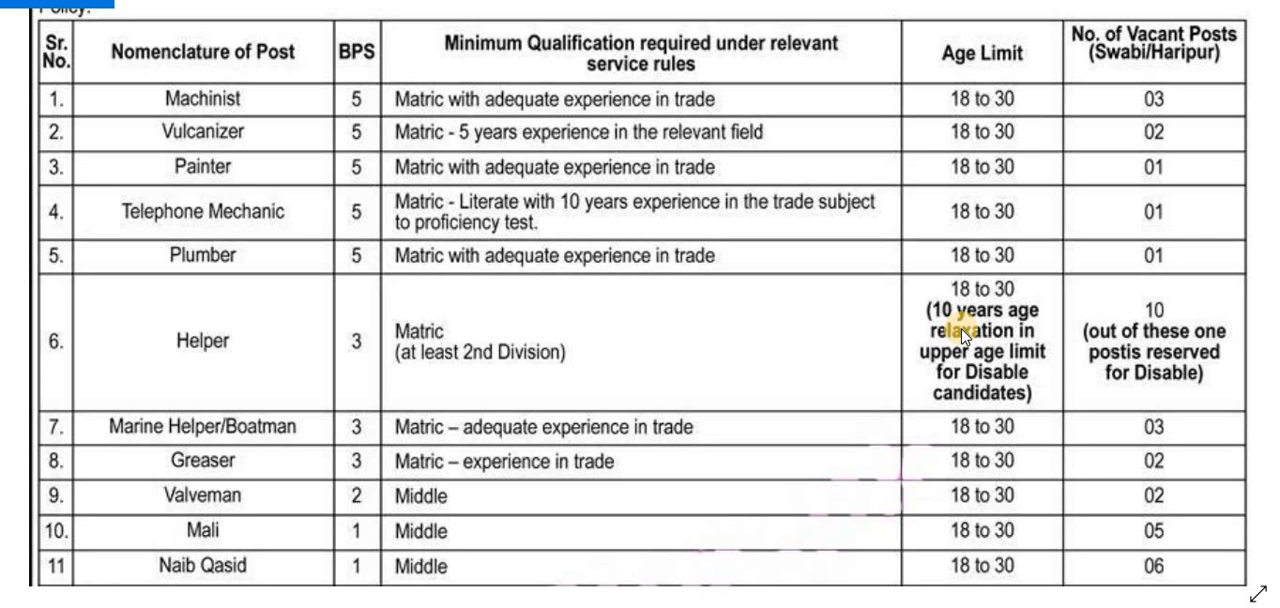 Policy.
Sr. No. Nomenclature of Post BPS Minimum Qualification required under relevant service rules Age Limit No. of Vacant Posts (Swabi/Haripur)
1. Machinist 5 Matric with adequate experience in trade 18 to 30 03
2. Vulcanizer 5 Matric - 5 years experience in the relevant field 18 to 30 02
3. Painter 5 Matric with adequate experience in trade 18 to 30 01
4. Telephone Mechanic 5 Matric - Literate with 10 years experience in the trade subject to proficiency test. 18 to 30 01
5. Plumber 5 Matric with adequate experience in trade 18 to 30 01
6. Helper 3 Matric (at least 2nd Division) 18 to 30 (10 years age relaxation in upper age limit for Disable candidates) 10 (out of these one postis reserved for Disable)
7. Marine Helper/Boatman 3 Matric – adequate experience in trade 18 to 30 03
8. Greaser 3 Matric – experience in trade 18 to 30 02
9. Valveman 2 Middle 18 to 30 02
10. Mali 1 Middle 18 to 30 05
11 Naib Qasid 1 Middle 18 to 30 06